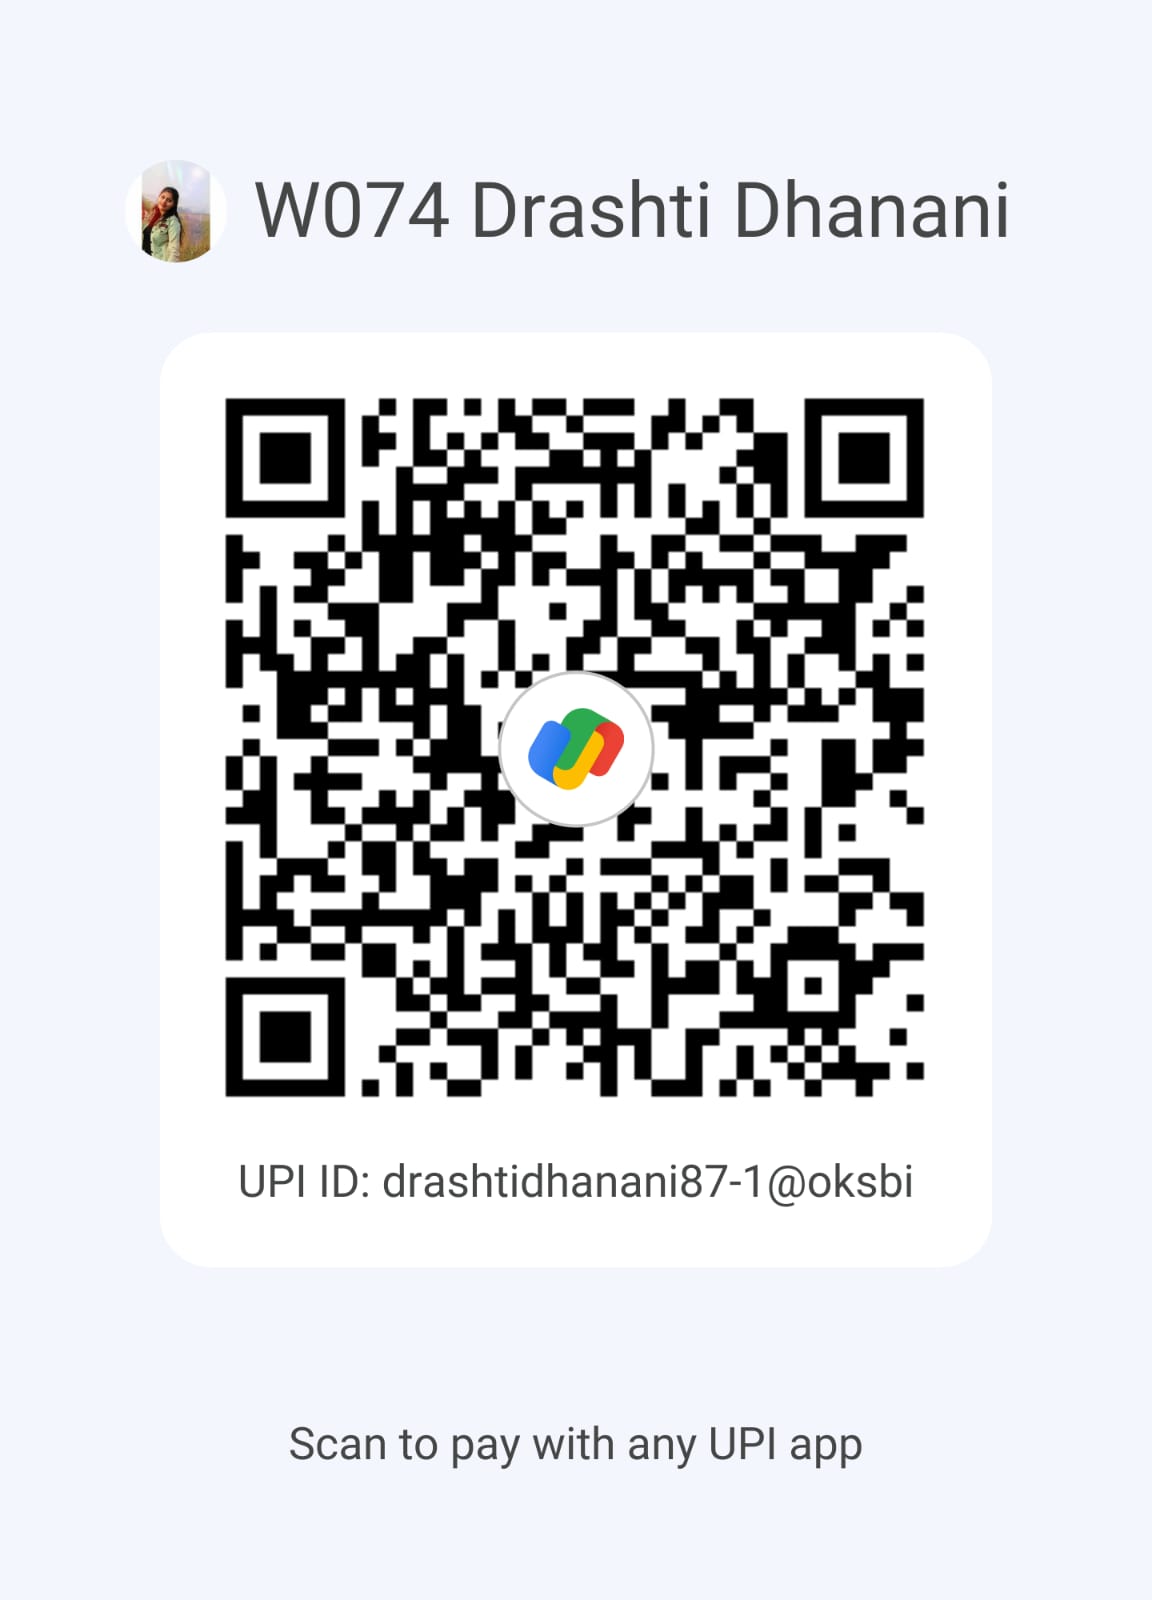 W074 Drashti Dhanani
UPI ID: drashtidhanani87-1@oksbi
Scan to pay with any UPI app